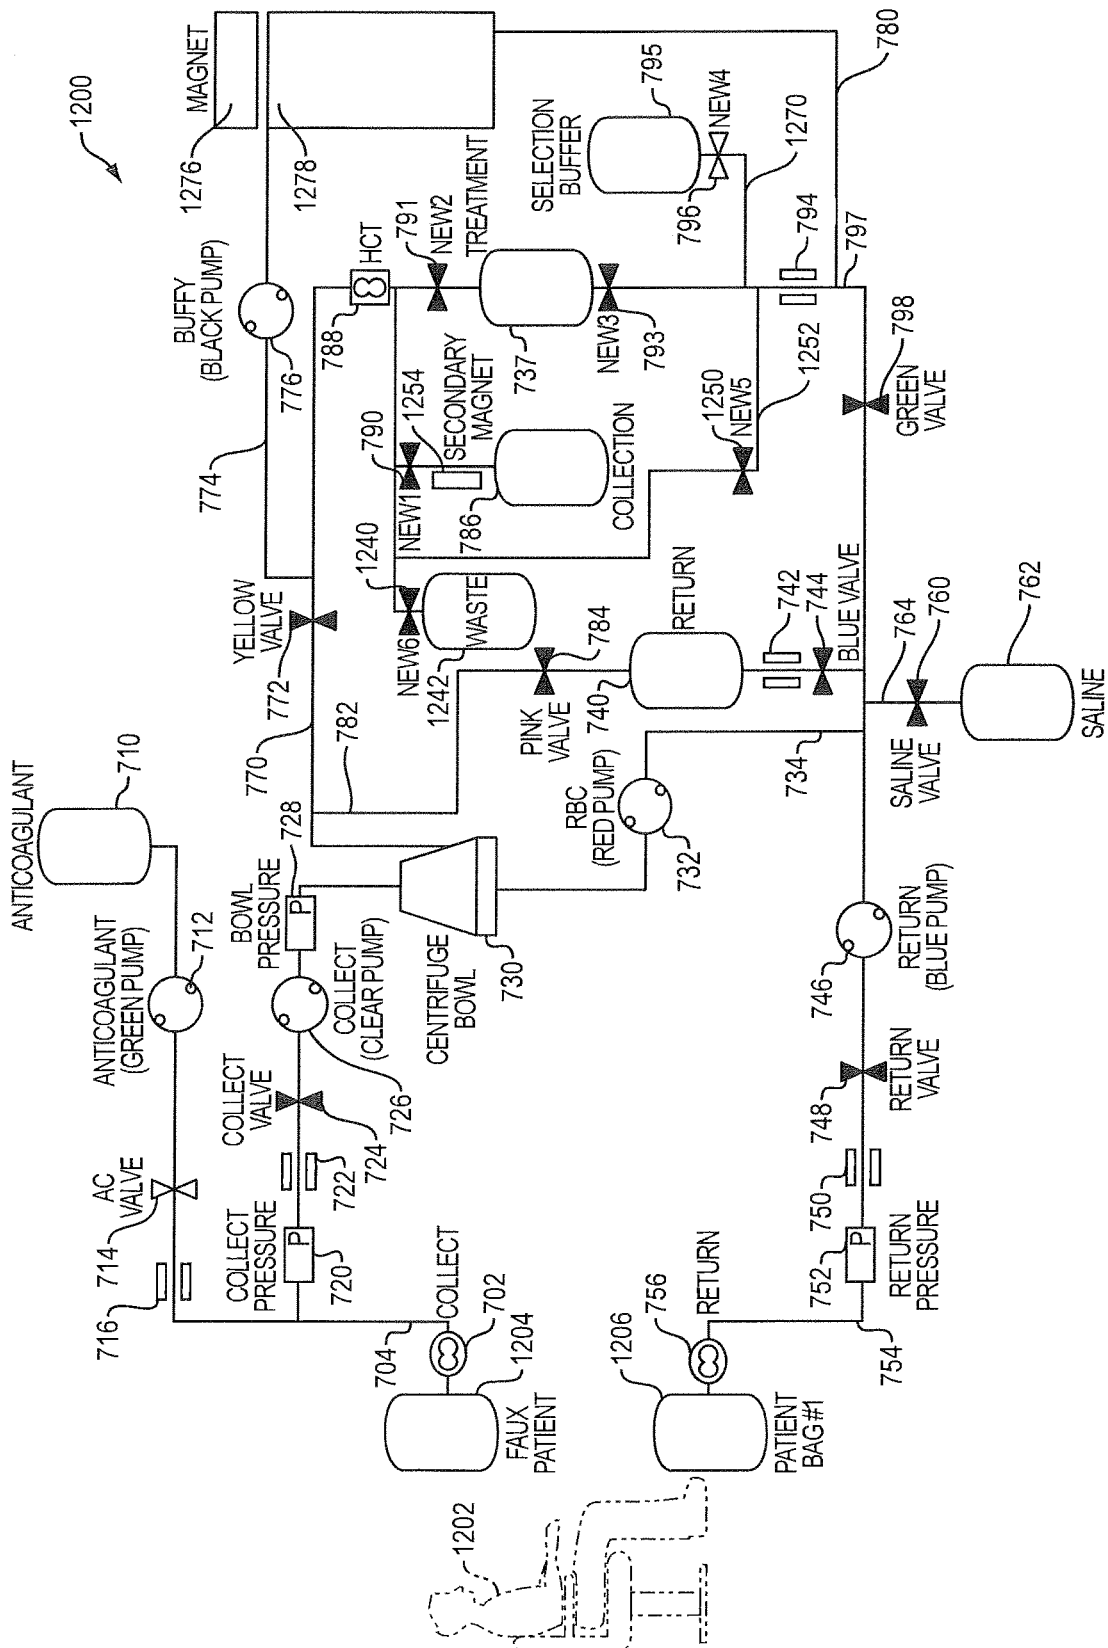 1200
MAGNET
1276
1278
780
795
SELECTION
BUFFER
NEW4
796
1270
794
797
791
NEW2
TREATMENT
HCT
788
737
NEW3
793
BUFFY
(BLACK PUMP)
776
774
1254
SECONDARY
MAGNET
790
NEW1
786
COLLECTION
1250
NEW5
1252
798
GREEN
VALVE
YELLOW
VALVE
772
770
1240
NEW6
1242
WASTE
782
784
PINK
VALVE
740
RETURN
742
744
BLUE VALVE
764
760
762
SALINE
SALINE
VALVE
734
ANTICOAGULANT
710
728
BOWL
PRESSURE
P
RBC
(RED PUMP)
732
712
ANTICOAGULANT
(GREEN PUMP)
COLLECT
(CLEAR PUMP)
726
CENTRIFUGE
BOWL
730
746
RETURN
(BLUE PUMP)
COLLECT
VALVE
724
748
RETURN
VALVE
AC
VALVE
714
716
722
COLLECT
PRESSURE
P
720
750
752
P
RETURN
PRESSURE
754
704
COLLECT
702
1204
FAUX
PATIENT
756
RETURN
1206
PATIENT
BAG#1
1202